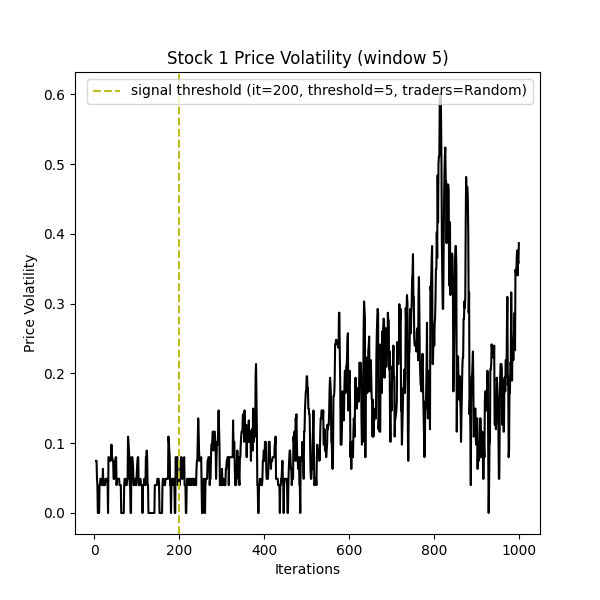 Stock 1 Price Volatility (window 5)
signal threshold (it=200, threshold=5, traders=Random)
0.6
0.5
0.4
0.3
0.2
0.1
0.0
Price Volatility
0 200 400 600 800 1000
Iterations